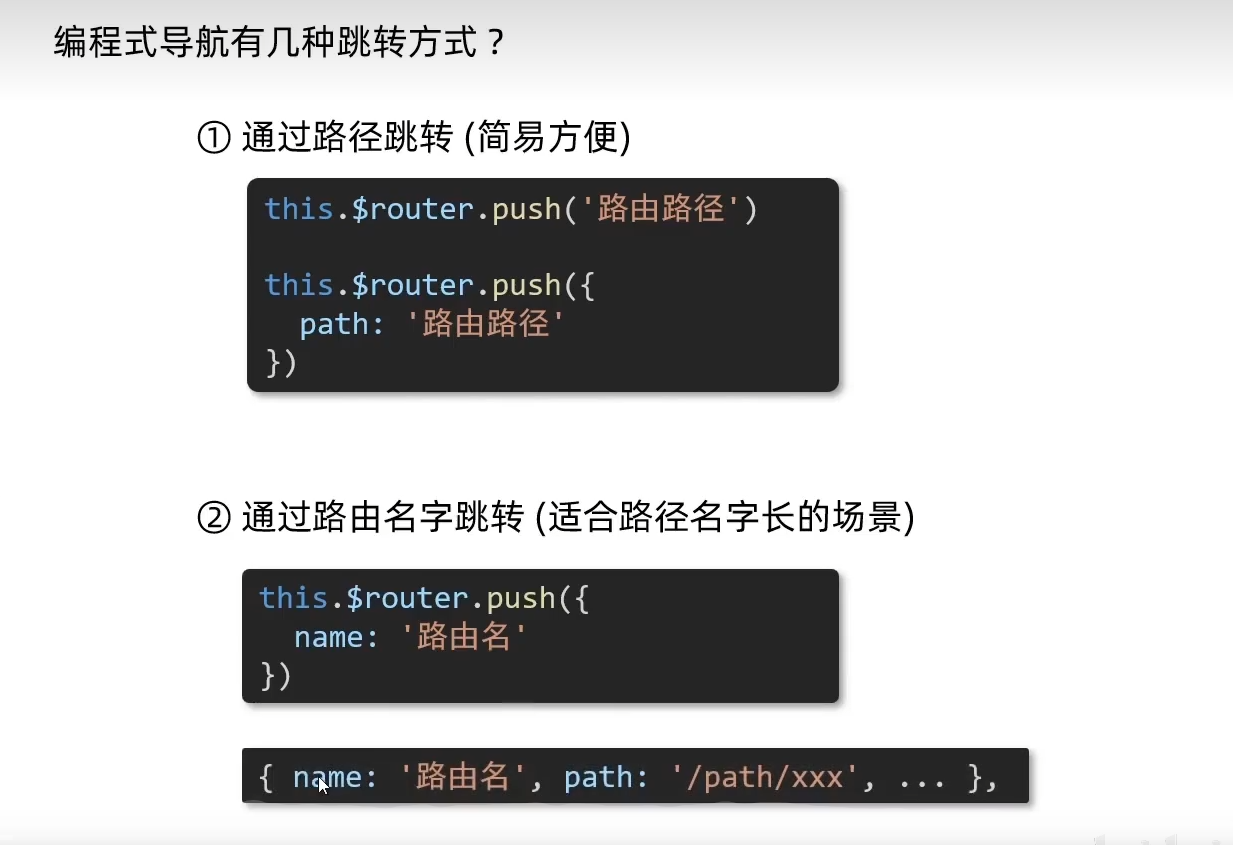 编程式导航有几种跳转方式？
① 通过路径跳转 (简易方便)
this.$router.push('路由路径')
this.$router.push({
  path: '路由路径'
})
② 通过路由名字跳转 (适合路径名字长的场景)
this.$router.push({
  name: '路由名'
})
{ name: '路由名', path: '/path/xxx', ... },